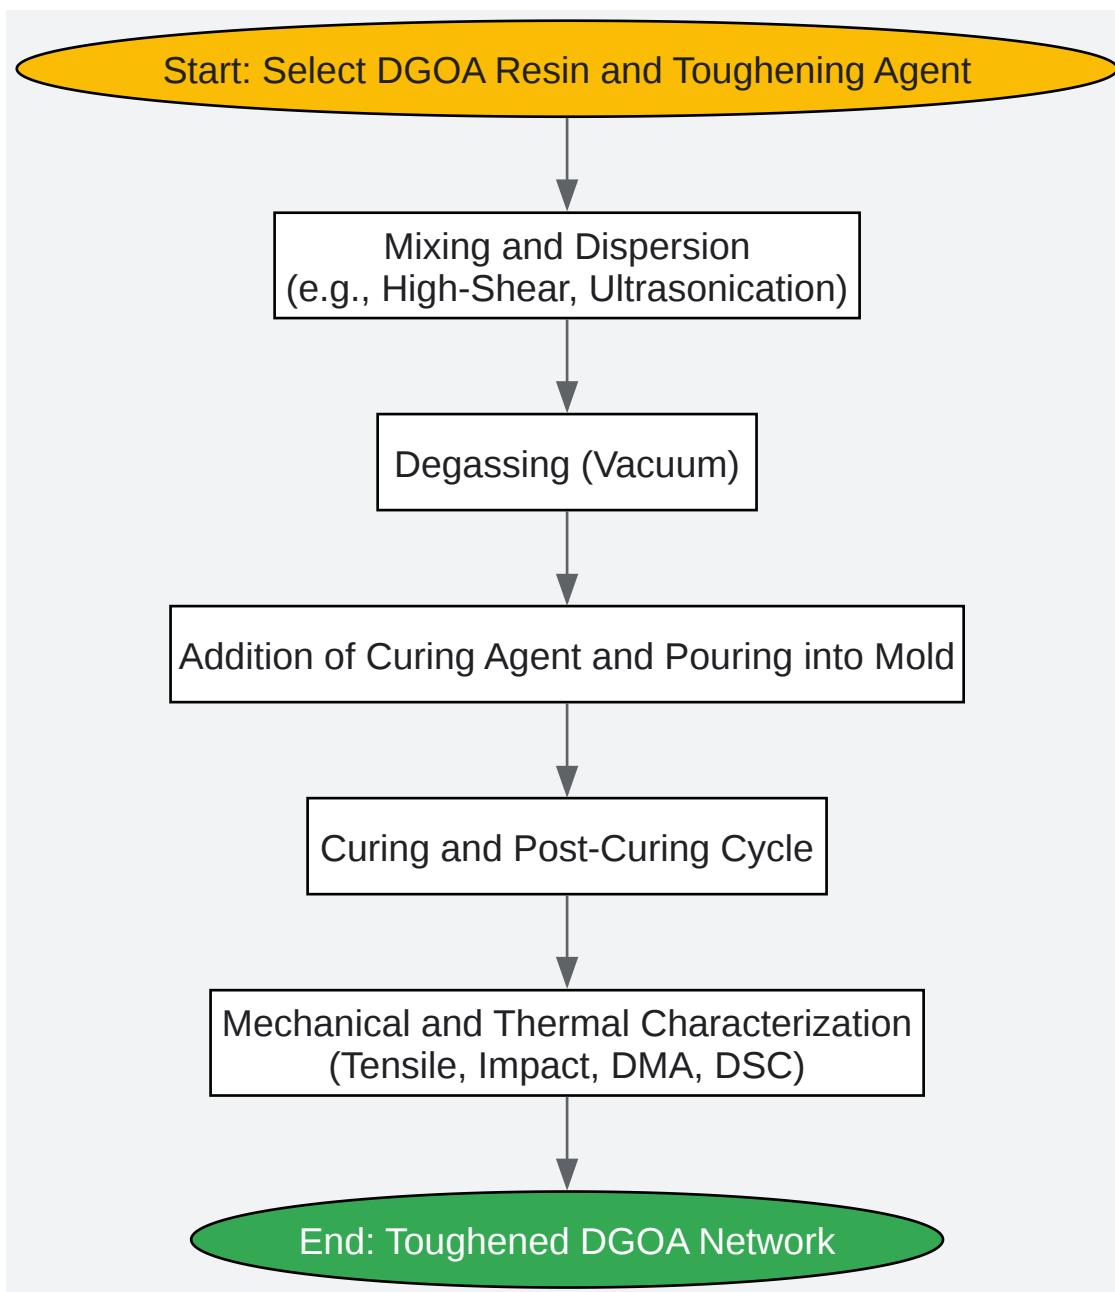 Start: Select DGOA Resin and Toughening Agent
Mixing and Dispersion
(e.g., High-Shear, Ultrasonication)
Degassing (Vacuum)
Addition of Curing Agent and Pouring into Mold
Curing and Post-Curing Cycle
Mechanical and Thermal Characterization
(Tensile, Impact, DMA, DSC)
End: Toughened DGOA Network